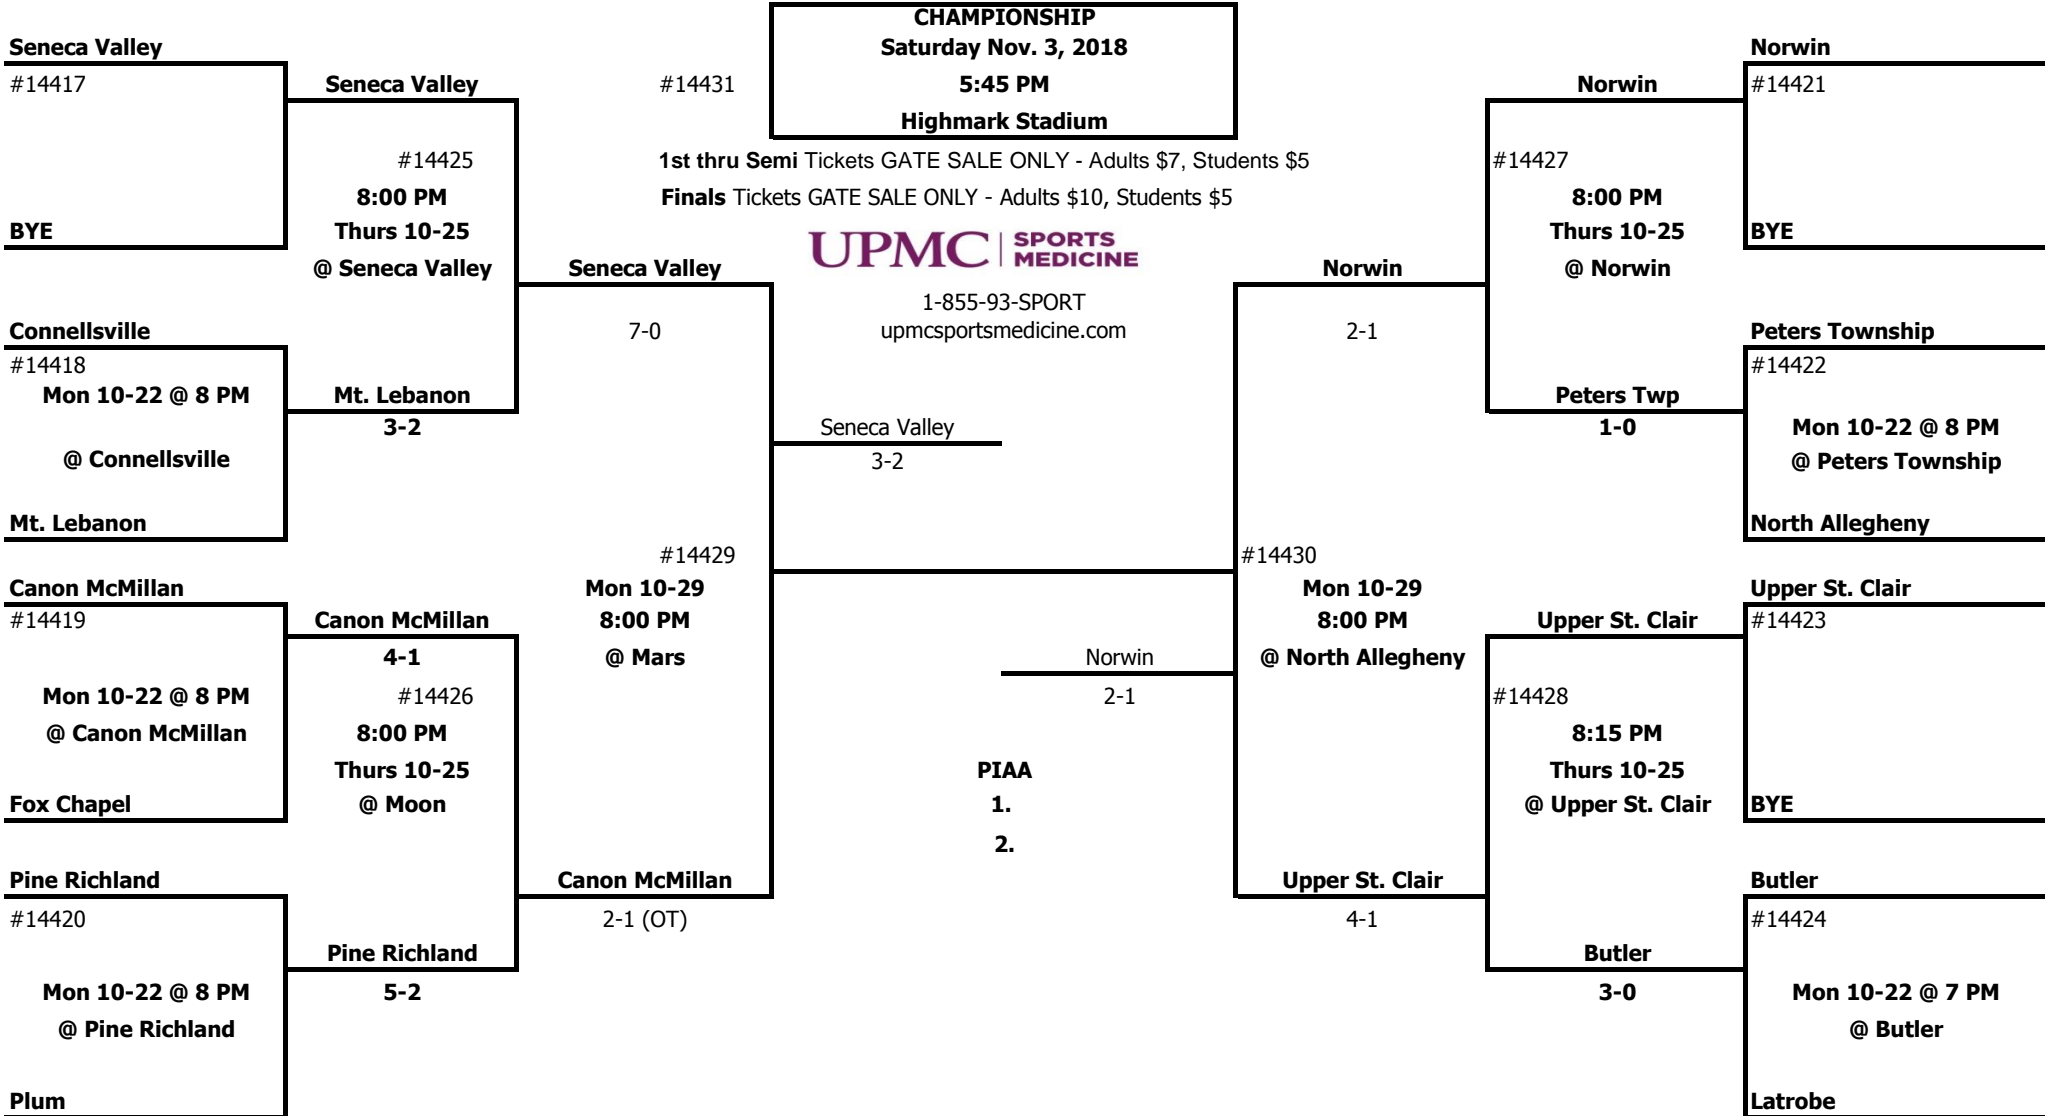 CHAMPIONSHIP
Saturday Nov. 3, 2018
5:45 PM
Highmark Stadium
#14431
1st thru Semi Tickets GATE SALE ONLY - Adults $7, Students $5
Finals Tickets GATE SALE ONLY - Adults $10, Students $5
UPMC SPORTS MEDICINE
1-855-93-SPORT
upmcsportsmedicine.com
Seneca Valley
#14417
BYE
Connellsville
#14418
Mon 10-22 @ 8 PM
@ Connellsville
Mt. Lebanon
Canon McMillan
#14419
Mon 10-22 @ 8 PM
@ Canon McMillan
Fox Chapel
Pine Richland
#14420
Mon 10-22 @ 8 PM
@ Pine Richland
Plum
Seneca Valley
#14425
8:00 PM
Thurs 10-25
@ Seneca Valley
Mt. Lebanon
3-2
Canon McMillan
4-1
#14426
8:00 PM
Thurs 10-25
@ Moon
Pine Richland
5-2
Seneca Valley
7-0
#14429
Mon 10-29
8:00 PM
@ Mars
Canon McMillan
2-1 (OT)
Seneca Valley
3-2
Norwin
2-1
PIAA
1.
2.
Norwin
2-1
#14430
Mon 10-29
8:00 PM
@ North Allegheny
Upper St. Clair
4-1
Norwin
#14427
8:00 PM
Thurs 10-25
@ Norwin
Peters Twp
1-0
Upper St. Clair
#14428
8:15 PM
Thurs 10-25
@ Upper St. Clair
Butler
3-0
Norwin
#14421
BYE
Peters Township
#14422
Mon 10-22 @ 8 PM
@ Peters Township
North Allegheny
Upper St. Clair
#14423
BYE
Butler
#14424
Mon 10-22 @ 7 PM
@ Butler
Latrobe